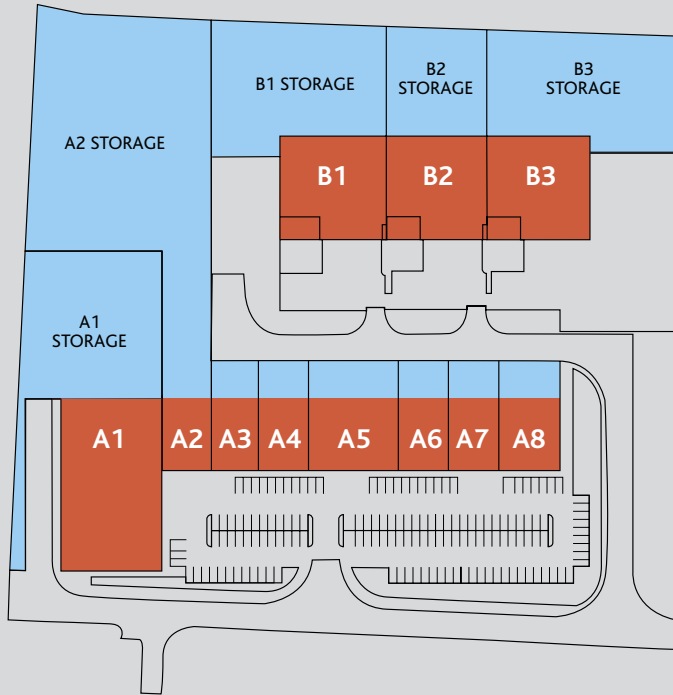 B1 STORAGE
B2
STORAGE
B3
STORAGE
A2 STORAGE
B1
B2
B3
A1
STORAGE
A1
A2
A3
A4
A5
A6
A7
A8